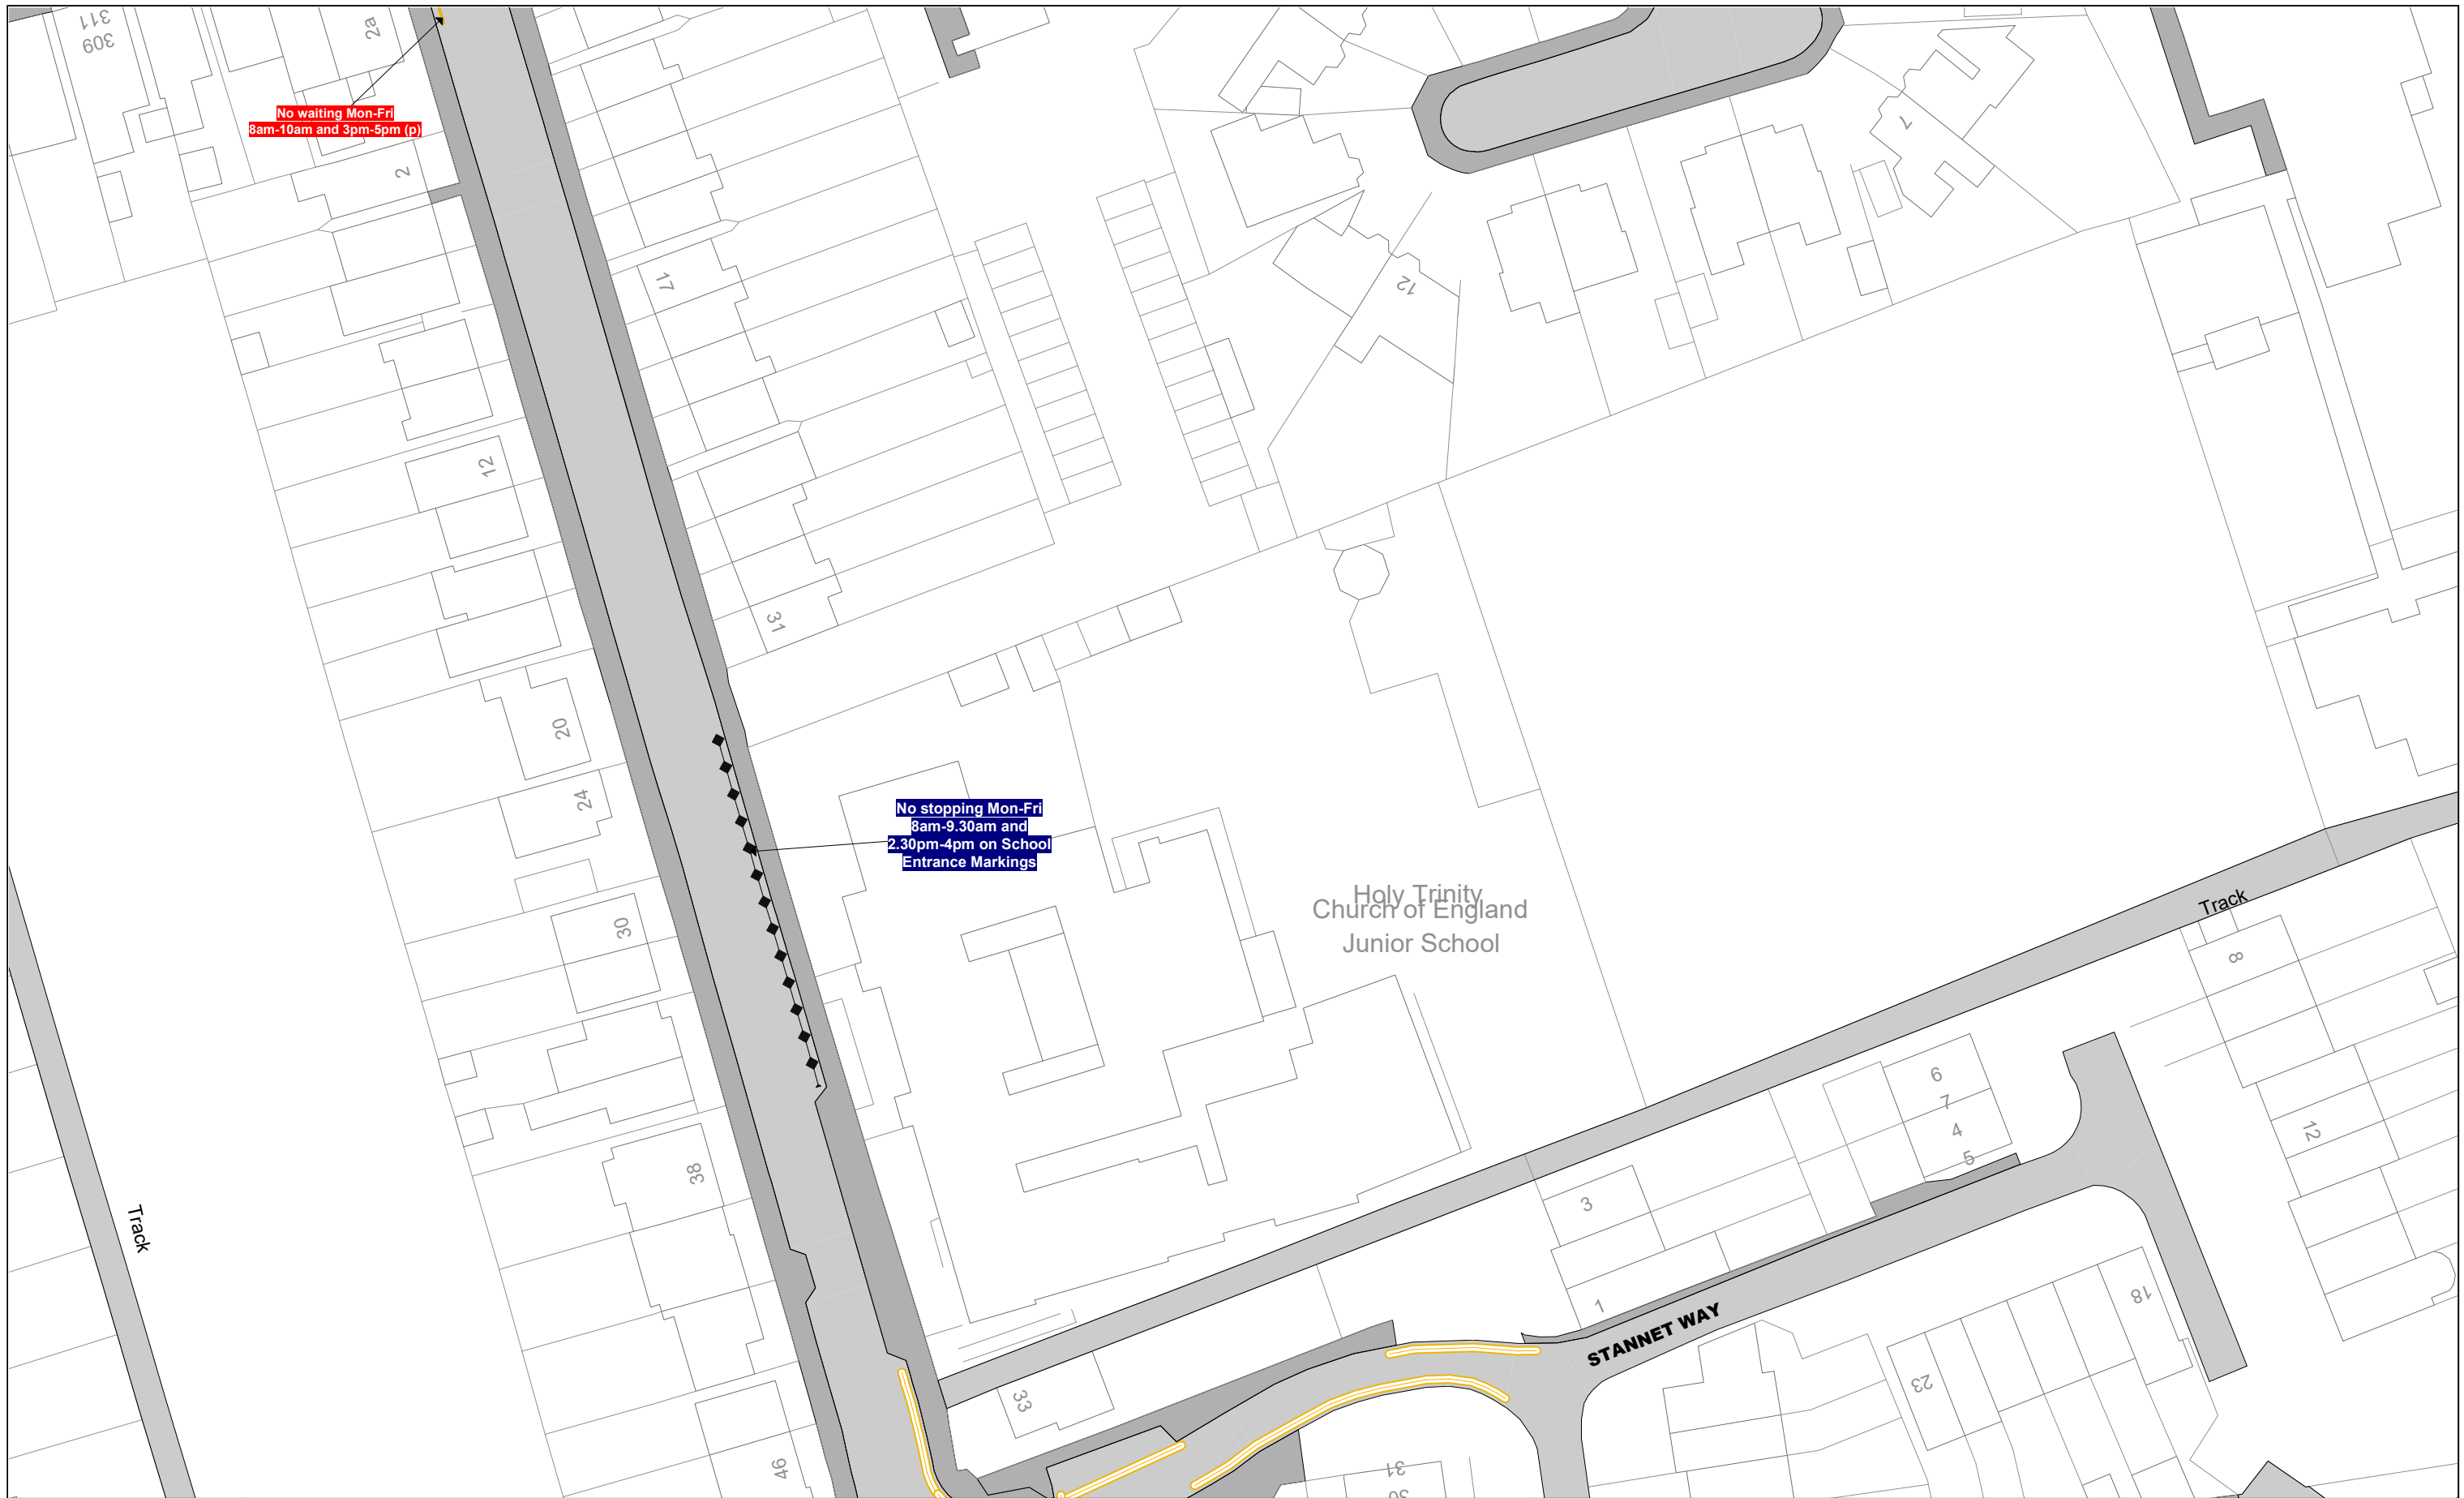 311
309
2a
No waiting Mon-Fri
8am-10am and 3pm-5pm (p)
2
7
17
12
12
31
20
24
No stopping Mon-Fri
8am-9.30am and
2.30pm-4pm on School
Entrance Markings
Holy Trinity
Church of England
Junior School
Track
30
8
6
7
4
5
12
38
3
Track
1
18
STANNET WAY
23
33
46
31